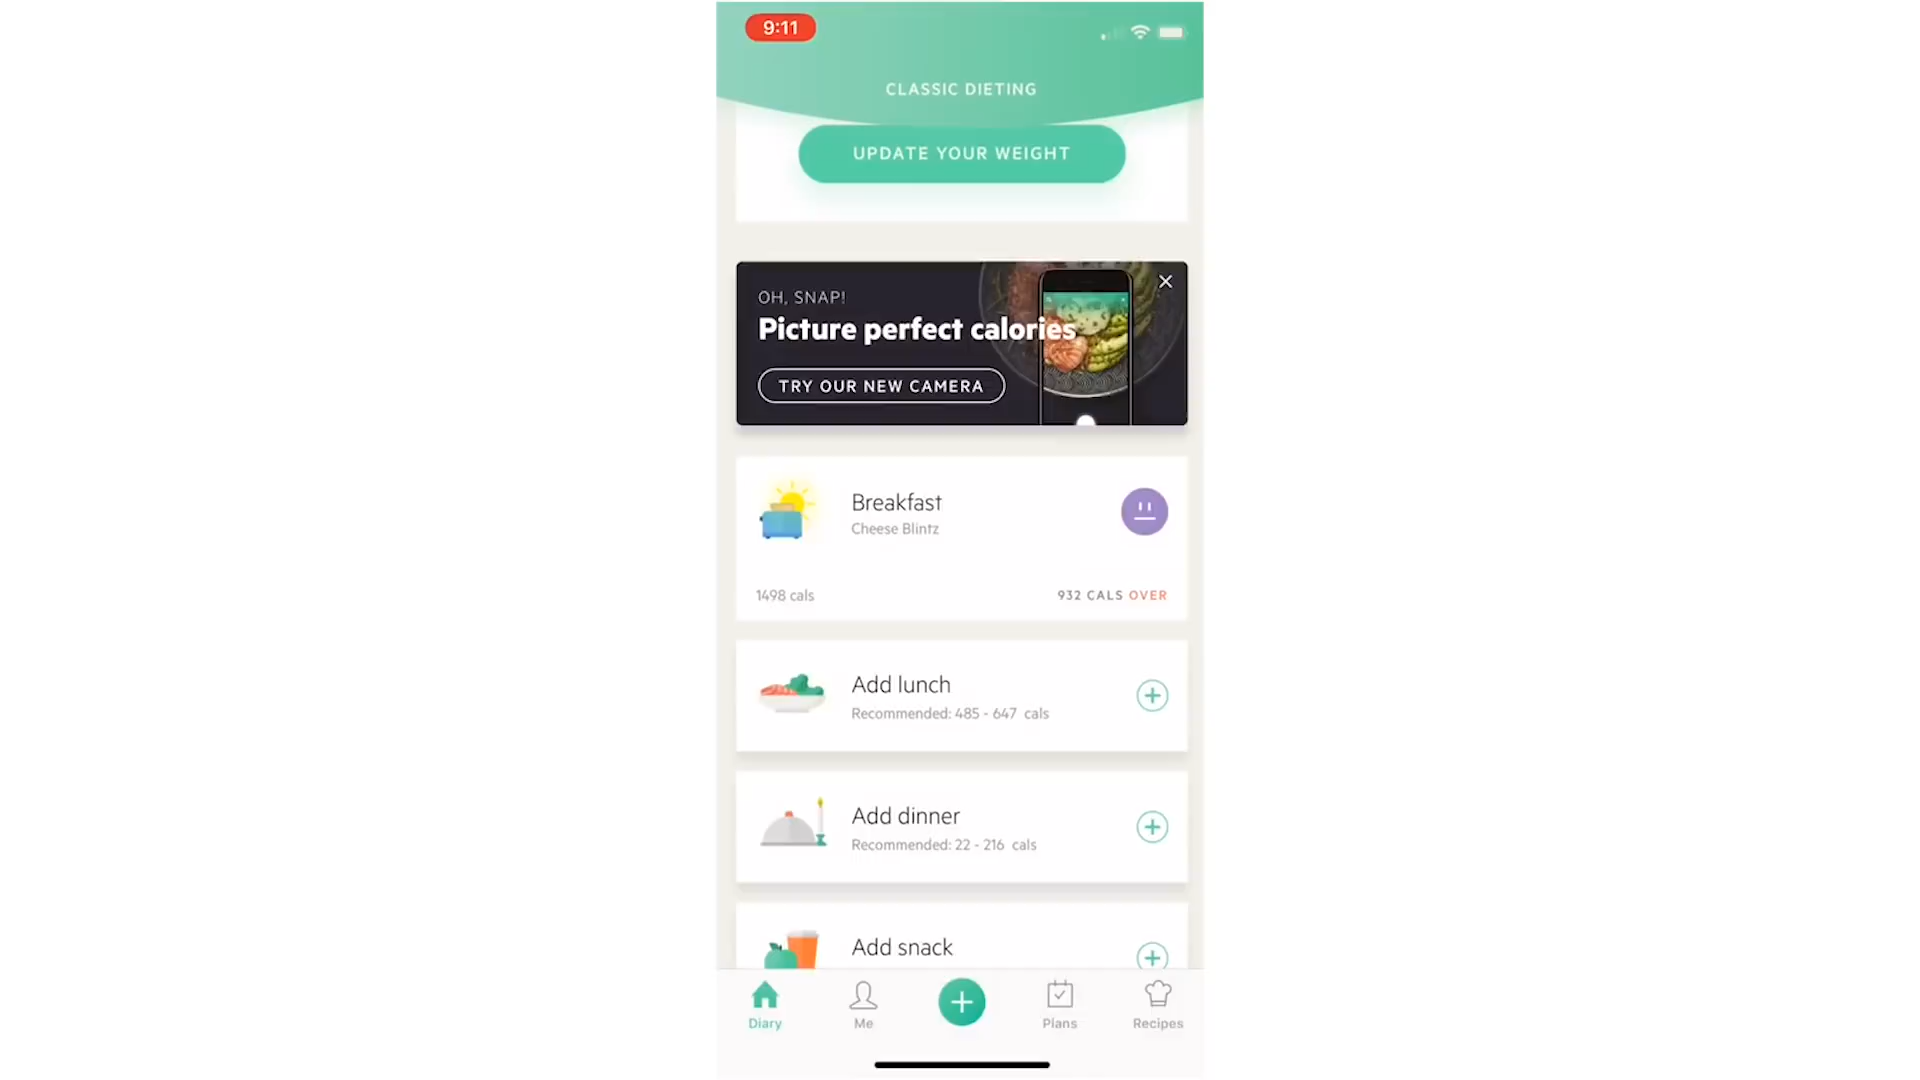 9:11
CLASSIC DIETING
UPDATE YOUR WEIGHT
OH, SNAP!
Picture perfect calories
TRY OUR NEW CAMERA
Breakfast
Cheese Blintz
1498 cals
932 CALS OVER
Add lunch
Recommended: 485 - 647 cals
Add dinner
Recommended: 22 - 216 cals
Add snack
Diary
Me
Plans
Recipes